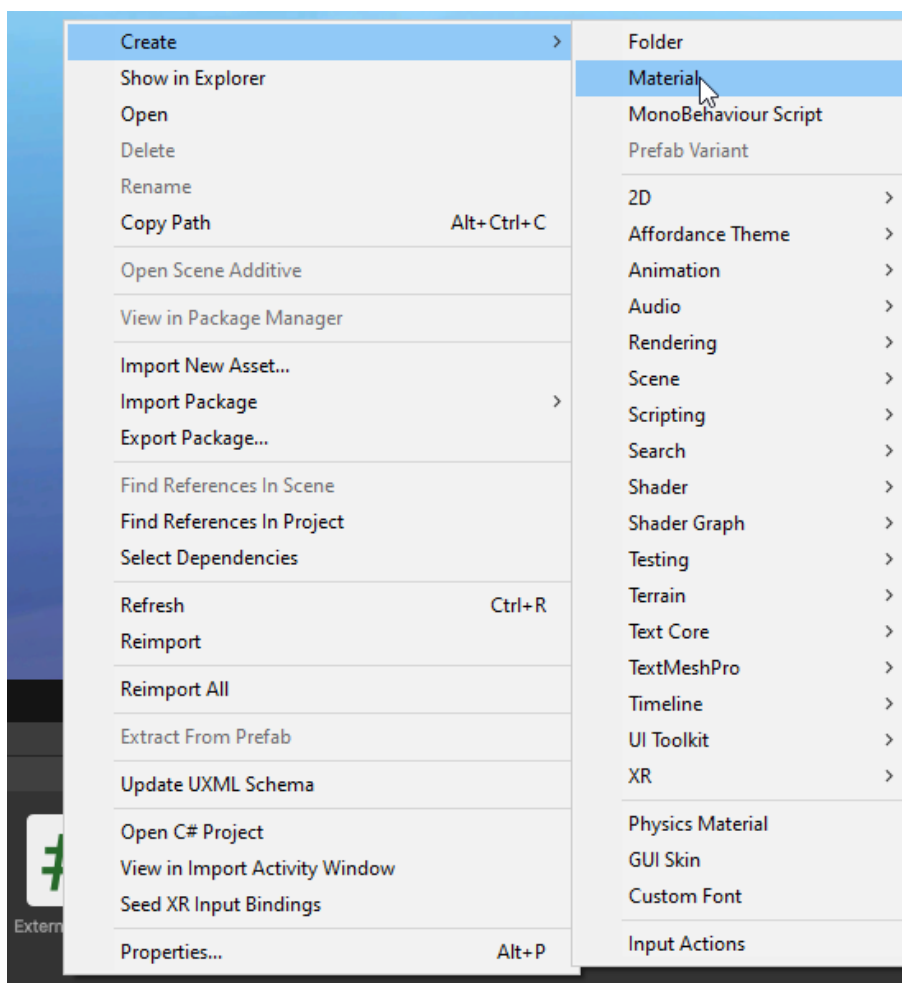 Create
Show in Explorer
Open
Delete
Rename
Copy Path Alt+Ctrl+C
Open Scene Additive
View in Package Manager
Import New Asset...
Import Package
Export Package...
Find References In Scene
Find References In Project
Select Dependencies
Refresh Ctrl+R
Reimport
Reimport All
Extract From Prefab
Update UXML Schema
Open C# Project
View in Import Activity Window
Seed XR Input Bindings
Properties... Alt+P
Folder
Material
MonoBehaviour Script
Prefab Variant
2D
Affordance Theme
Animation
Audio
Rendering
Scene
Scripting
Search
Shader
Shader Graph
Testing
Terrain
Text Core
TextMeshPro
Timeline
UI Toolkit
XR
Physics Material
GUI Skin
Custom Font
Input Actions
#
Extern